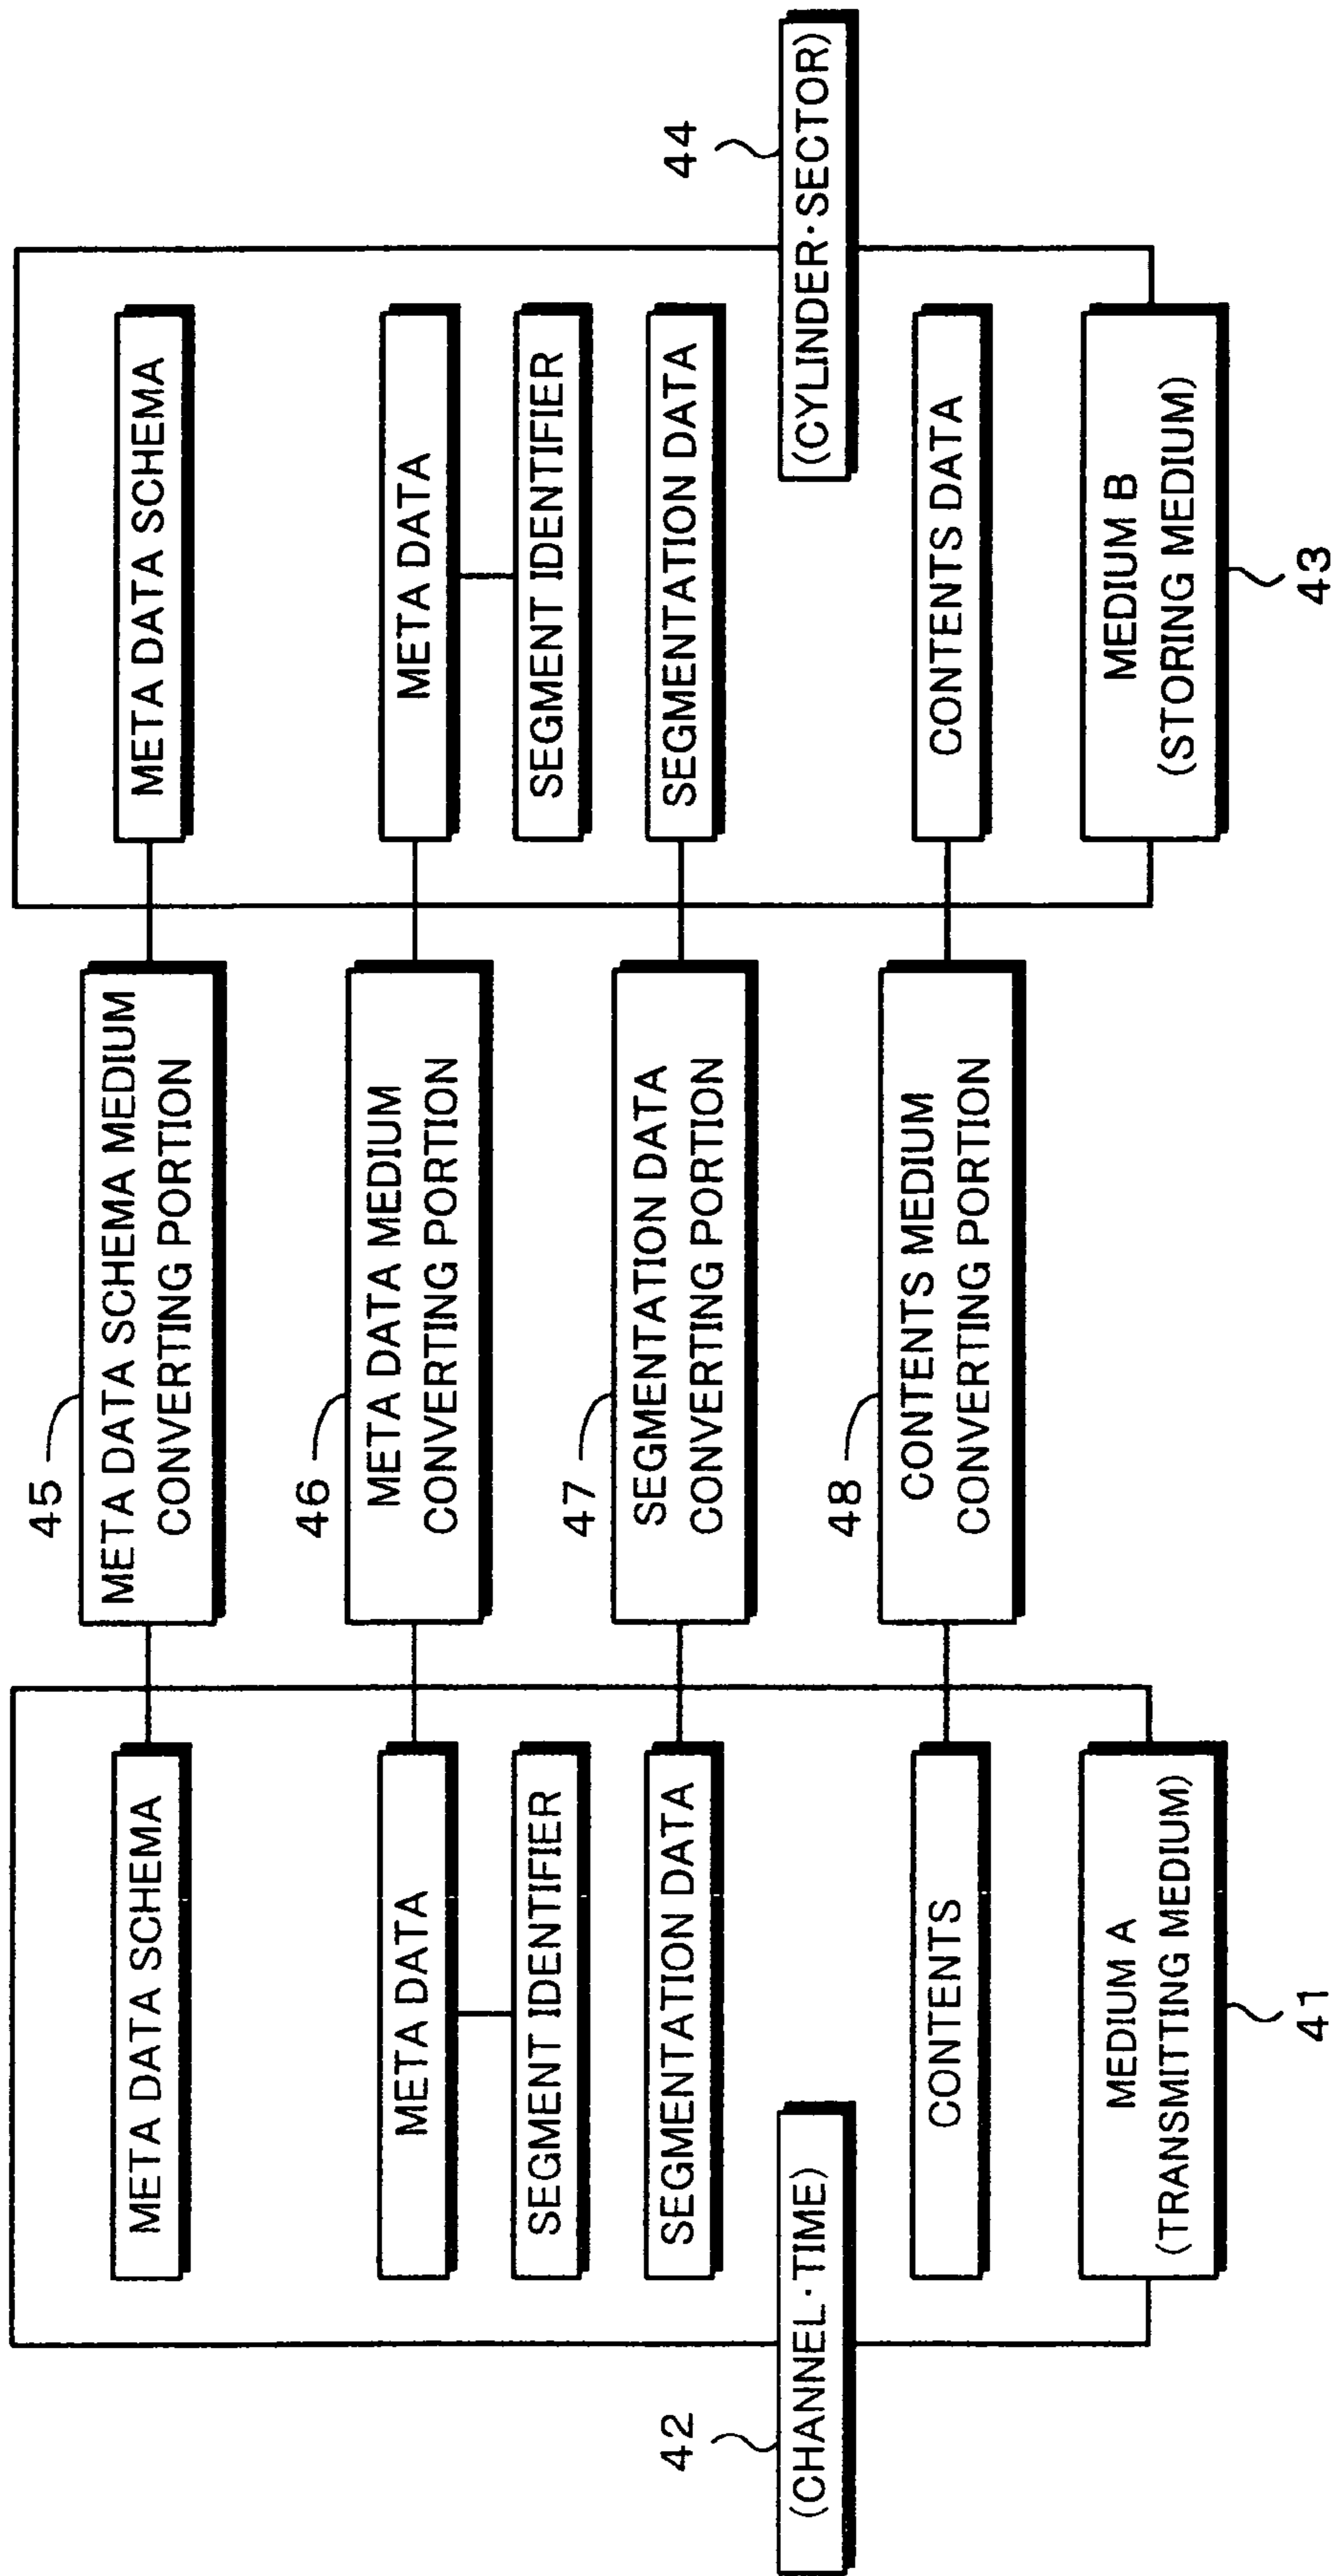 META DATA SCHEMA
META DATA
SEGMENT IDENTIFIER
SEGMENTATION DATA
42
(CHANNEL·TIME)
CONTENTS
MEDIUM A
(TRANSMITTING MEDIUM)
41
45
META DATA SCHEMA MEDIUM
CONVERTING PORTION
46
META DATA MEDIUM
CONVERTING PORTION
47
SEGMENTATION DATA
CONVERTING PORTION
48
CONTENTS MEDIUM
CONVERTING PORTION
META DATA SCHEMA
META DATA
SEGMENT IDENTIFIER
SEGMENTATION DATA
44
(CYLINDER·SECTOR)
CONTENTS DATA
MEDIUM B
(STORING MEDIUM)
43